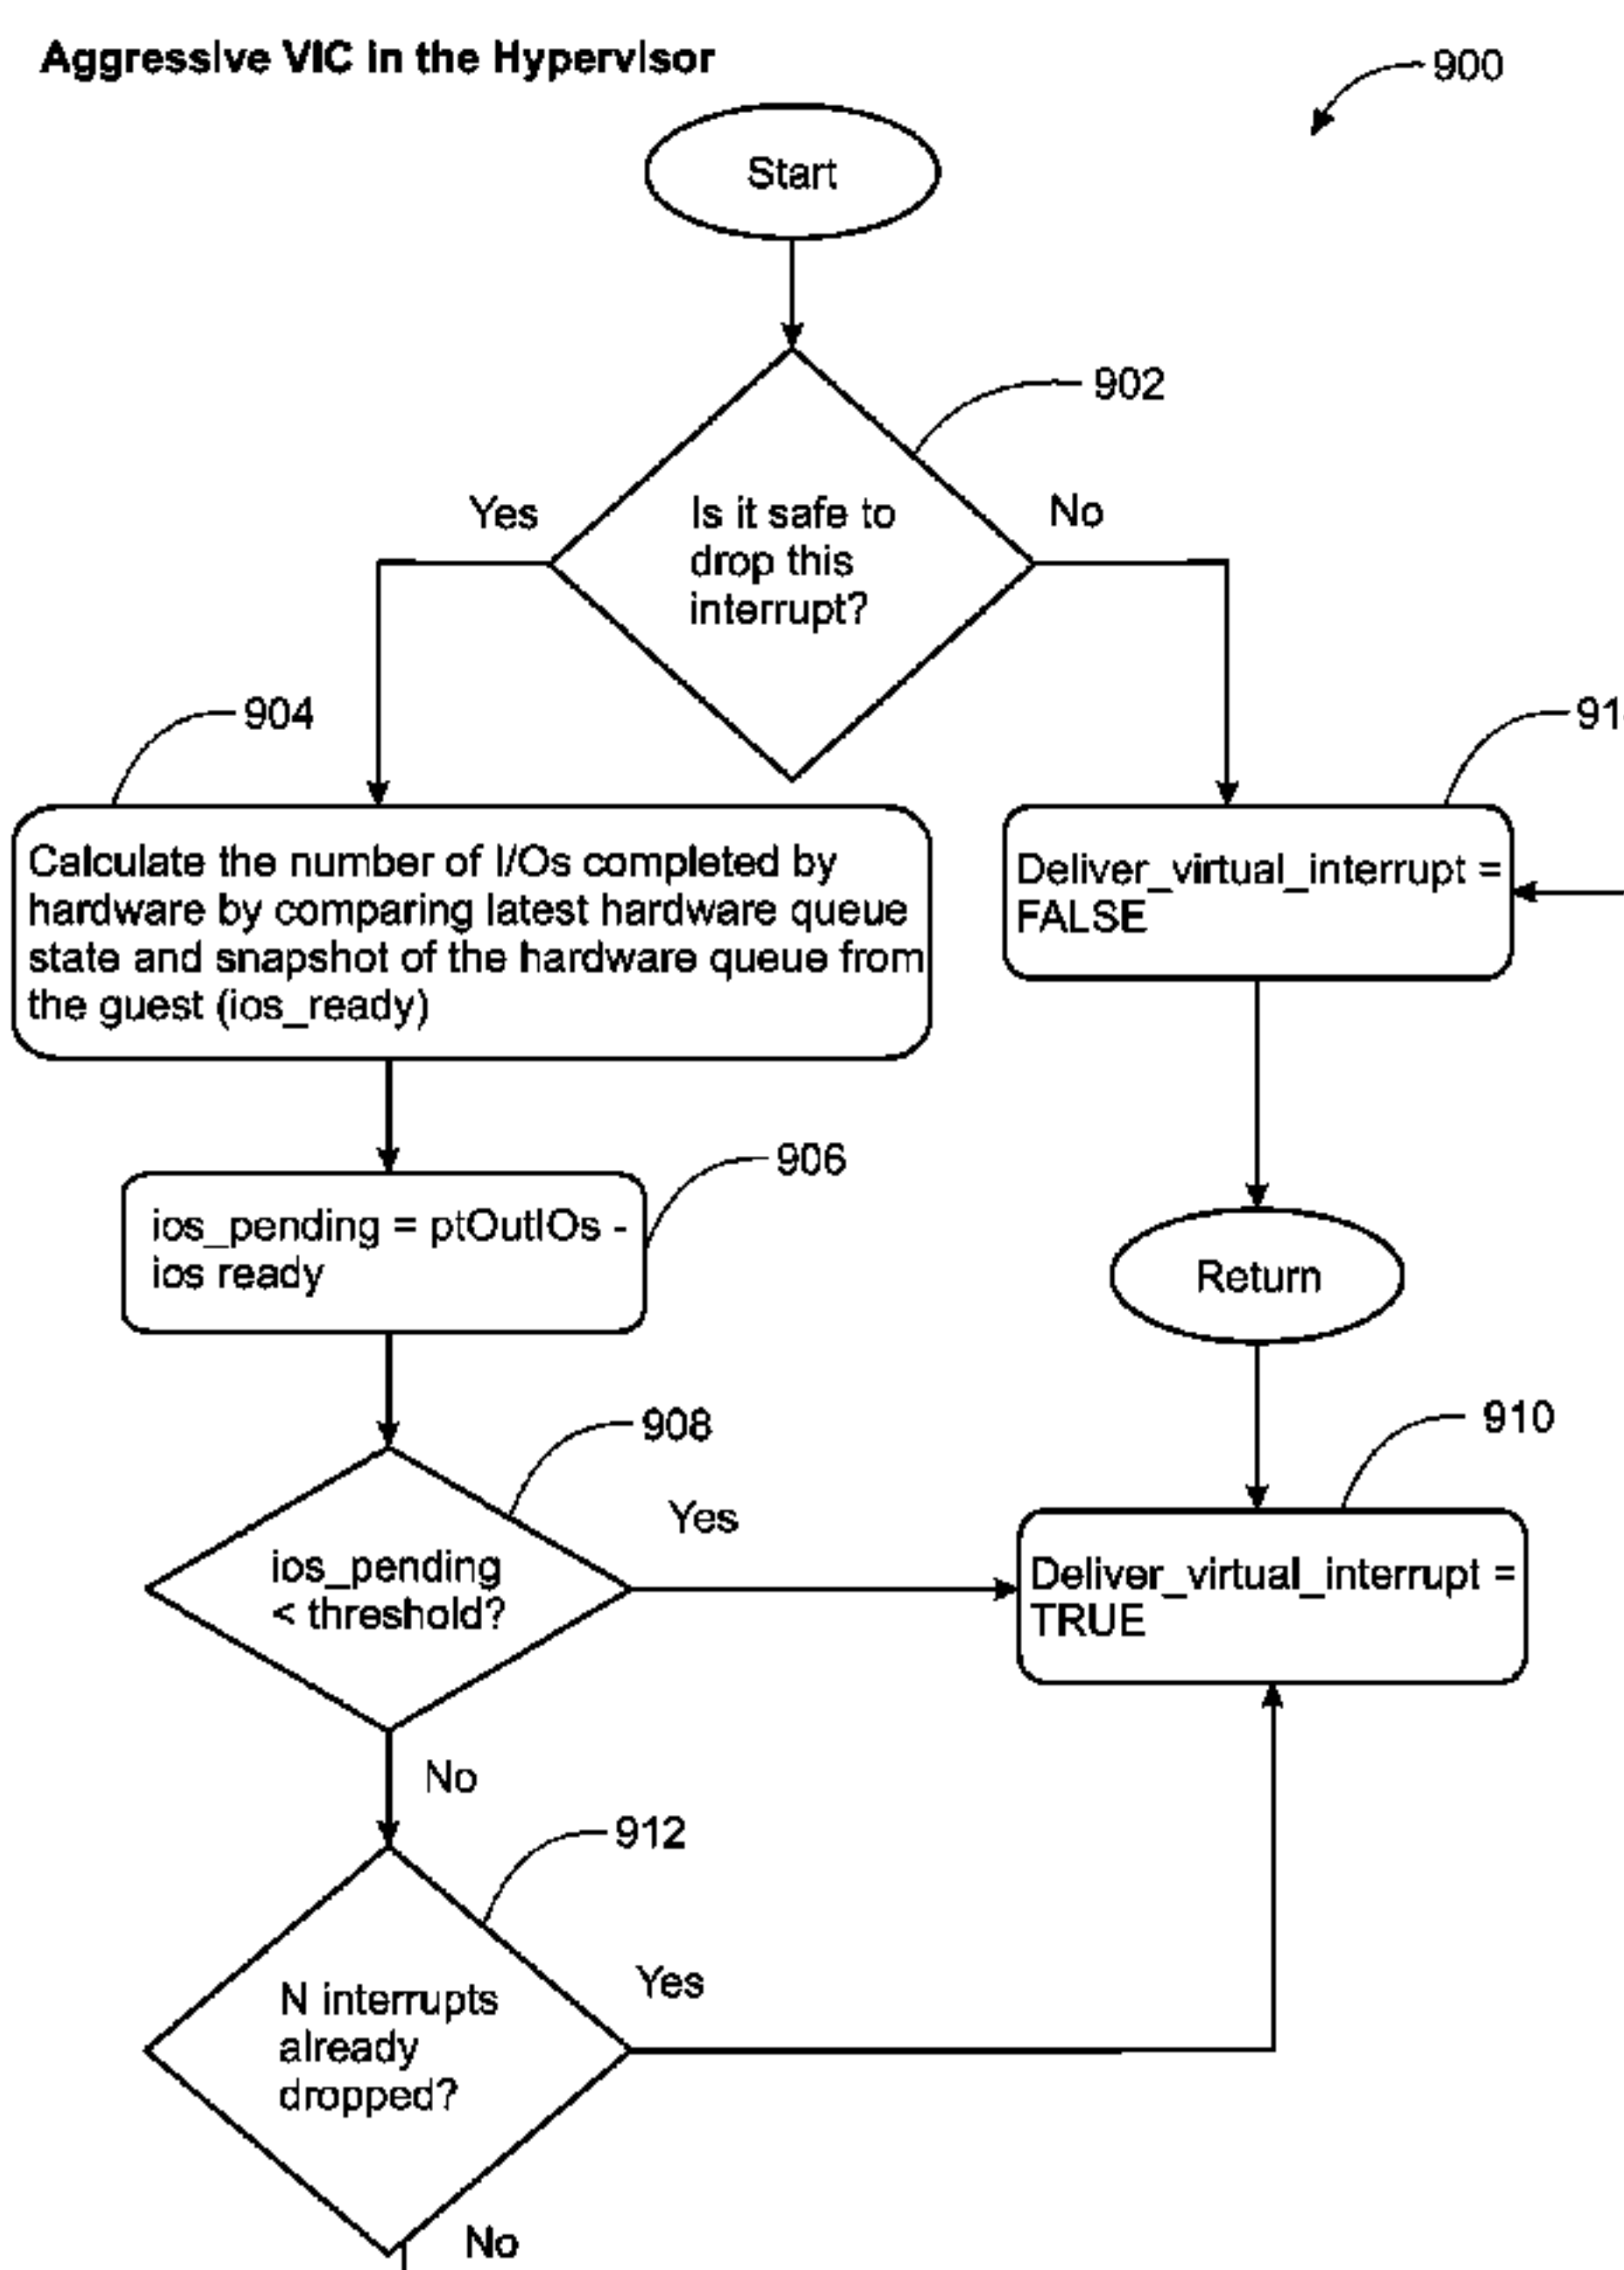 Aggressive VIC in the Hypervisor
900
Start
902
Yes
Is it safe to
drop this
interrupt?
No
904
91
Calculate the number of I/Os completed by
hardware by comparing latest hardware queue
state and snapshot of the hardware queue from
the guest (ios_ready)
Deliver_virtual_interrupt =
FALSE
906
ios_pending = ptOutIOs -
ios ready
Return
908
910
Yes
ios_pending
< threshold?
Deliver_virtual_interrupt =
TRUE
No
912
N interrupts
already
dropped?
Yes
No